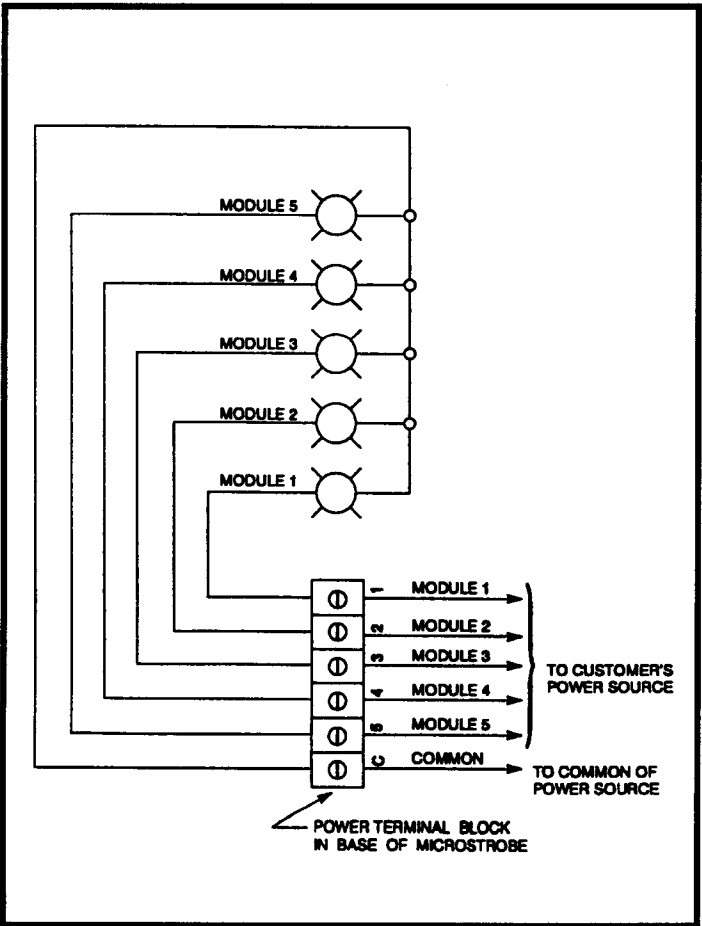 MODULE 5
MODULE 4
MODULE 3
MODULE 2
MODULE 1
1 MODULE 1
2 MODULE 2
3 MODULE 3
4 MODULE 4
5 MODULE 5
C COMMON
TO CUSTOMER'S
POWER SOURCE
TO COMMON OF
POWER SOURCE
POWER TERMINAL BLOCK
IN BASE OF MICROSTROBE